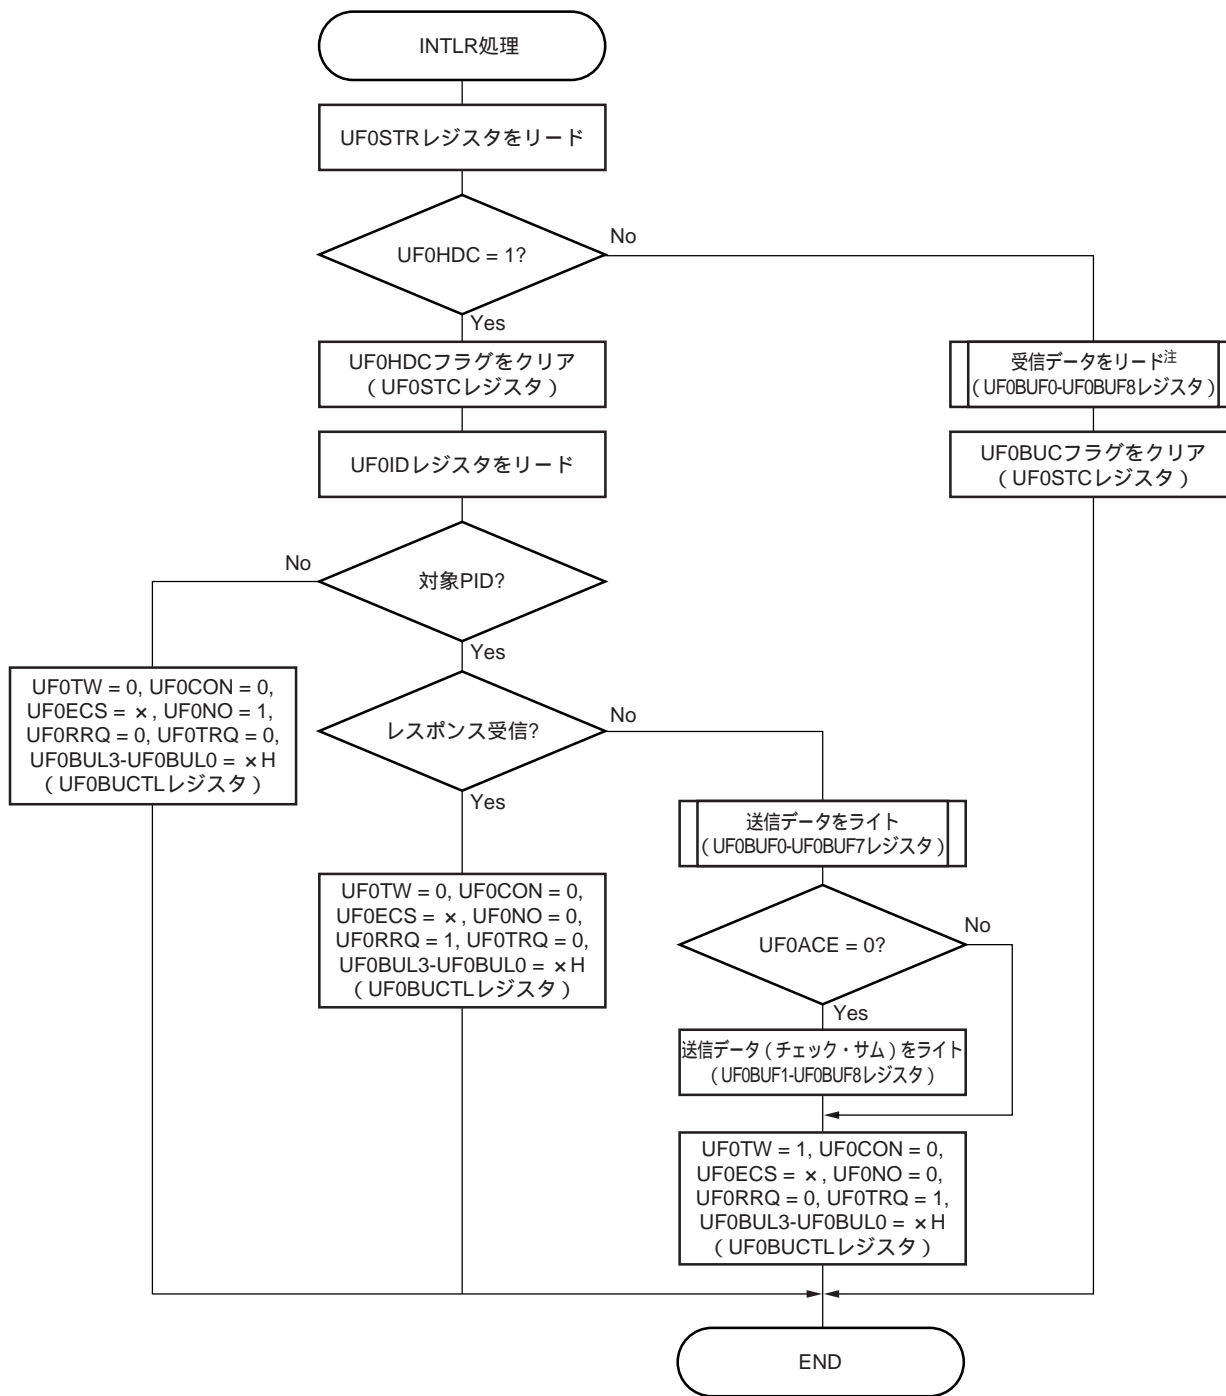 INTLR処理
UF0STRレジスタをリード
UF0HDC = 1?
No
Yes
UF0HDCフラグをクリア
（UF0STCレジスタ）
受信データをリード注
（UF0BUF0-UF0BUF8レジスタ）
UF0IDレジスタをリード
UF0BUCフラグをクリア
（UF0STCレジスタ）
対象PID?
No
Yes
UF0TW = 0, UF0CON = 0,
UF0ECS = ×, UF0NO = 1,
UF0RRQ = 0, UF0TRQ = 0,
UF0BUL3-UF0BUL0 = ×H
（UF0BUCTLレジスタ）
レスポンス受信?
No
Yes
送信データをライト
（UF0BUF0-UF0BUF7レジスタ）
UF0TW = 0, UF0CON = 0,
UF0ECS = ×, UF0NO = 0,
UF0RRQ = 1, UF0TRQ = 0,
UF0BUL3-UF0BUL0 = ×H
（UF0BUCTLレジスタ）
UF0ACE = 0?
No
Yes
送信データ（チェック・サム）をライト
（UF0BUF1-UF0BUF8レジスタ）
UF0TW = 1, UF0CON = 0,
UF0ECS = ×, UF0NO = 0,
UF0RRQ = 0, UF0TRQ = 1,
UF0BUL3-UF0BUL0 = ×H
（UF0BUCTLレジスタ）
END